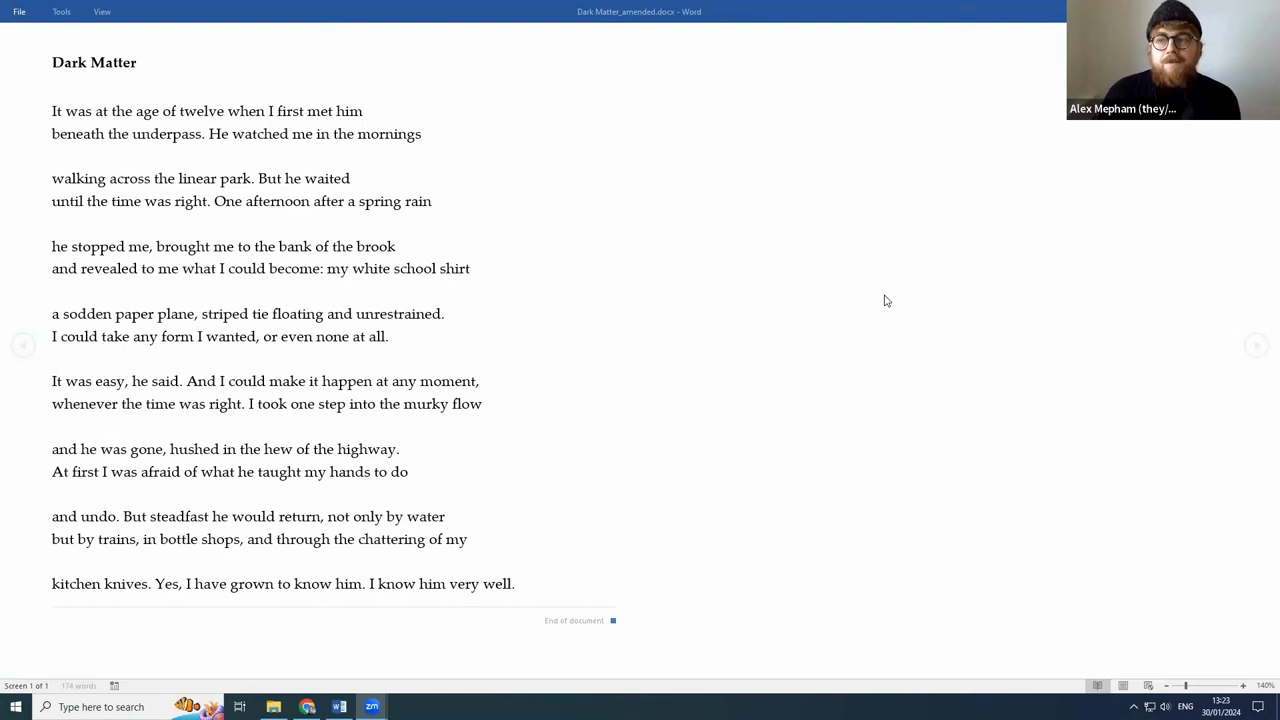 File Tools View Dark Matter_amended.docx - Word
Alex Mepham (they/...
Dark Matter
It was at the age of twelve when I first met him
beneath the underpass. He watched me in the mornings
walking across the linear park. But he waited
until the time was right. One afternoon after a spring rain
he stopped me, brought me to the bank of the brook
and revealed to me what I could become: my white school shirt
a sodden paper plane, striped tie floating and unrestrained.
I could take any form I wanted, or even none at all.
It was easy, he said. And I could make it happen at any moment,
whenever the time was right. I took one step into the murky flow
and he was gone, hushed in the hew of the highway.
At first I was afraid of what he taught my hands to do
and undo. But steadfast he would return, not only by water
but by trains, in bottle shops, and through the chattering of my
kitchen knives. Yes, I have grown to know him. I know him very well.
End of document
Screen 1 of 1 174 words 140%
Type here to search zm ENG 13:23
30/01/2024